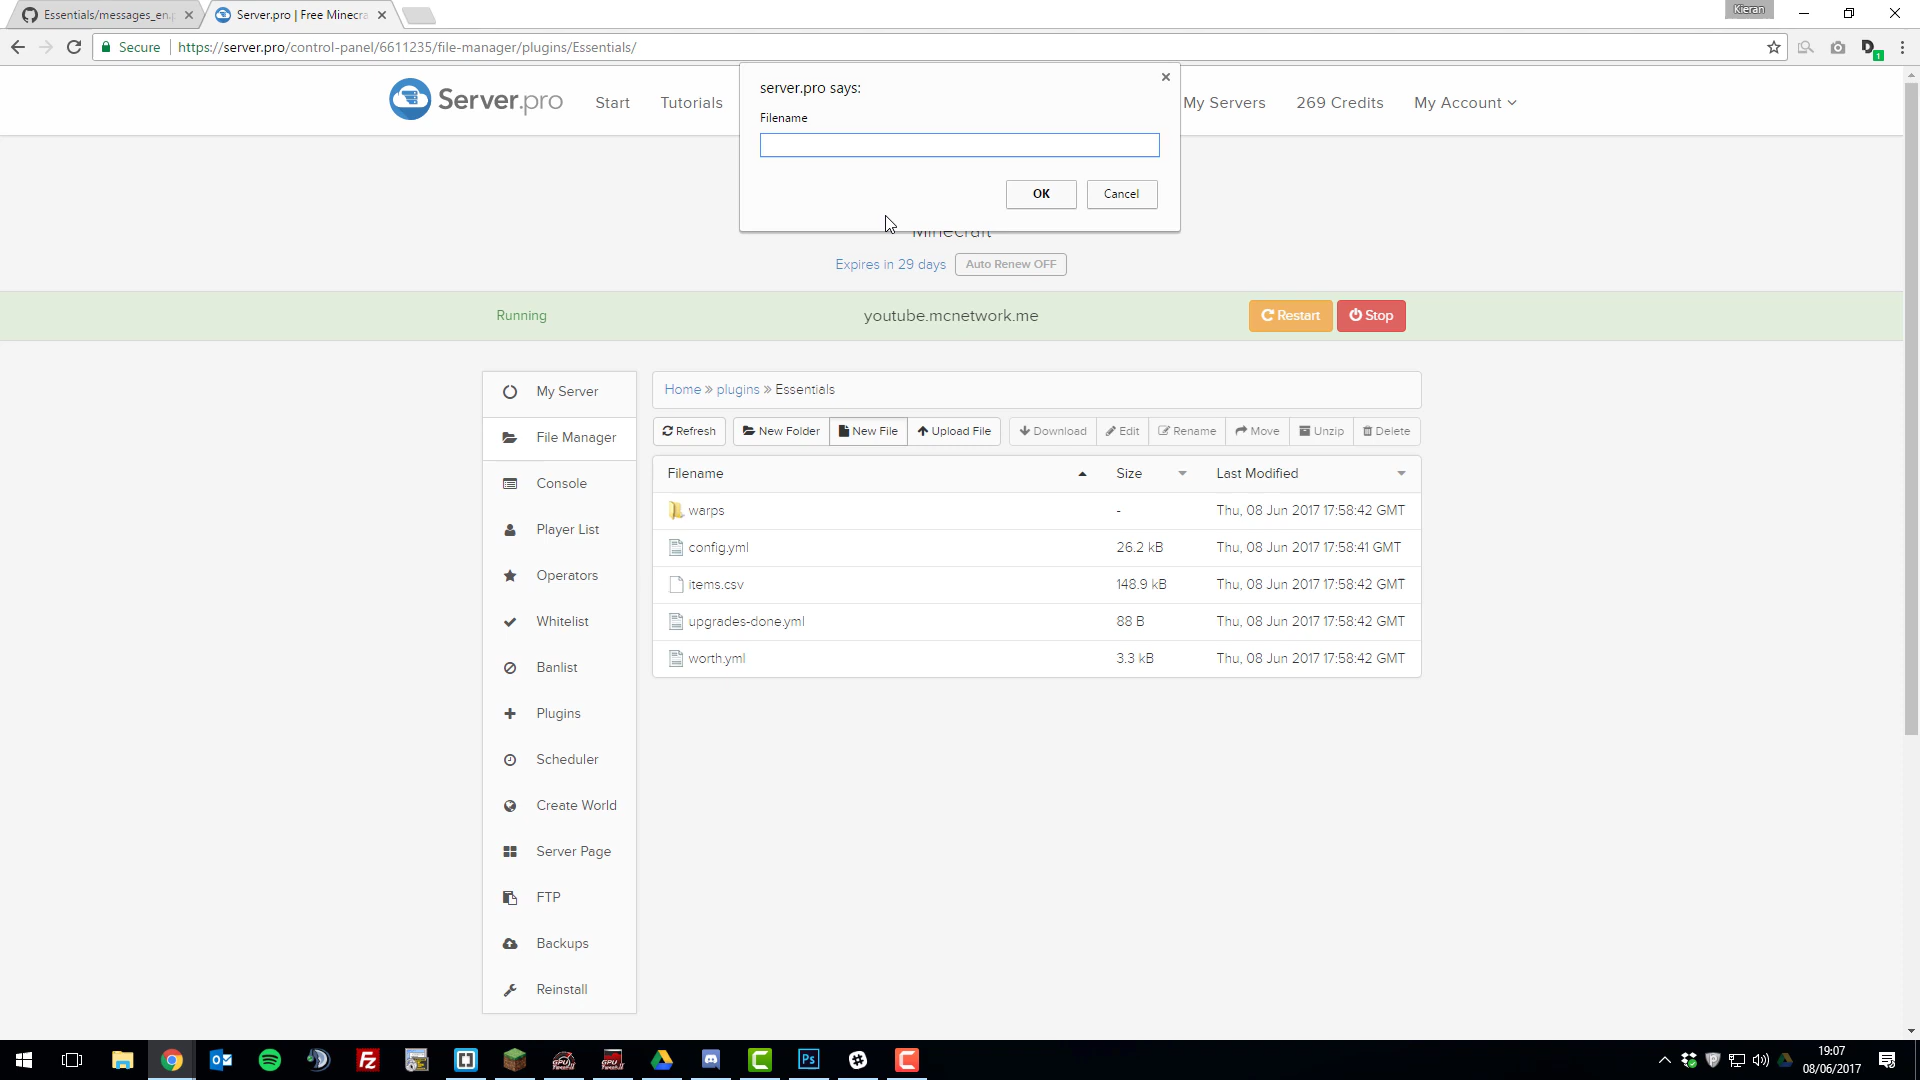 Essentials/messages_en.p
Server.pro | Free Minecra
Kieran
Secure
https://server.pro/control-panel/6611235/file-manager/plugins/Essentials/
D
1
Server.pro
Start
Tutorials
My Servers
269 Credits
My Account
server.pro says:
Filename
OK
Cancel
Minecraft
Expires in 29 days
Auto Renew OFF
Running
youtube.mcnetwork.me
Restart
Stop
My Server
File Manager
Console
Player List
Operators
Whitelist
Banlist
Plugins
Scheduler
Create World
Server Page
FTP
Backups
Reinstall
Home » plugins » Essentials
Refresh
New Folder
New File
Upload File
Download
Edit
Rename
Move
Unzip
Delete
Filename Size Last Modified
warps - Thu, 08 Jun 2017 17:58:42 GMT
config.yml 26.2 kB Thu, 08 Jun 2017 17:58:41 GMT
items.csv 148.9 kB Thu, 08 Jun 2017 17:58:42 GMT
upgrades-done.yml 88 B Thu, 08 Jun 2017 17:58:42 GMT
worth.yml 3.3 kB Thu, 08 Jun 2017 17:58:42 GMT
Ps
19:07
08/06/2017